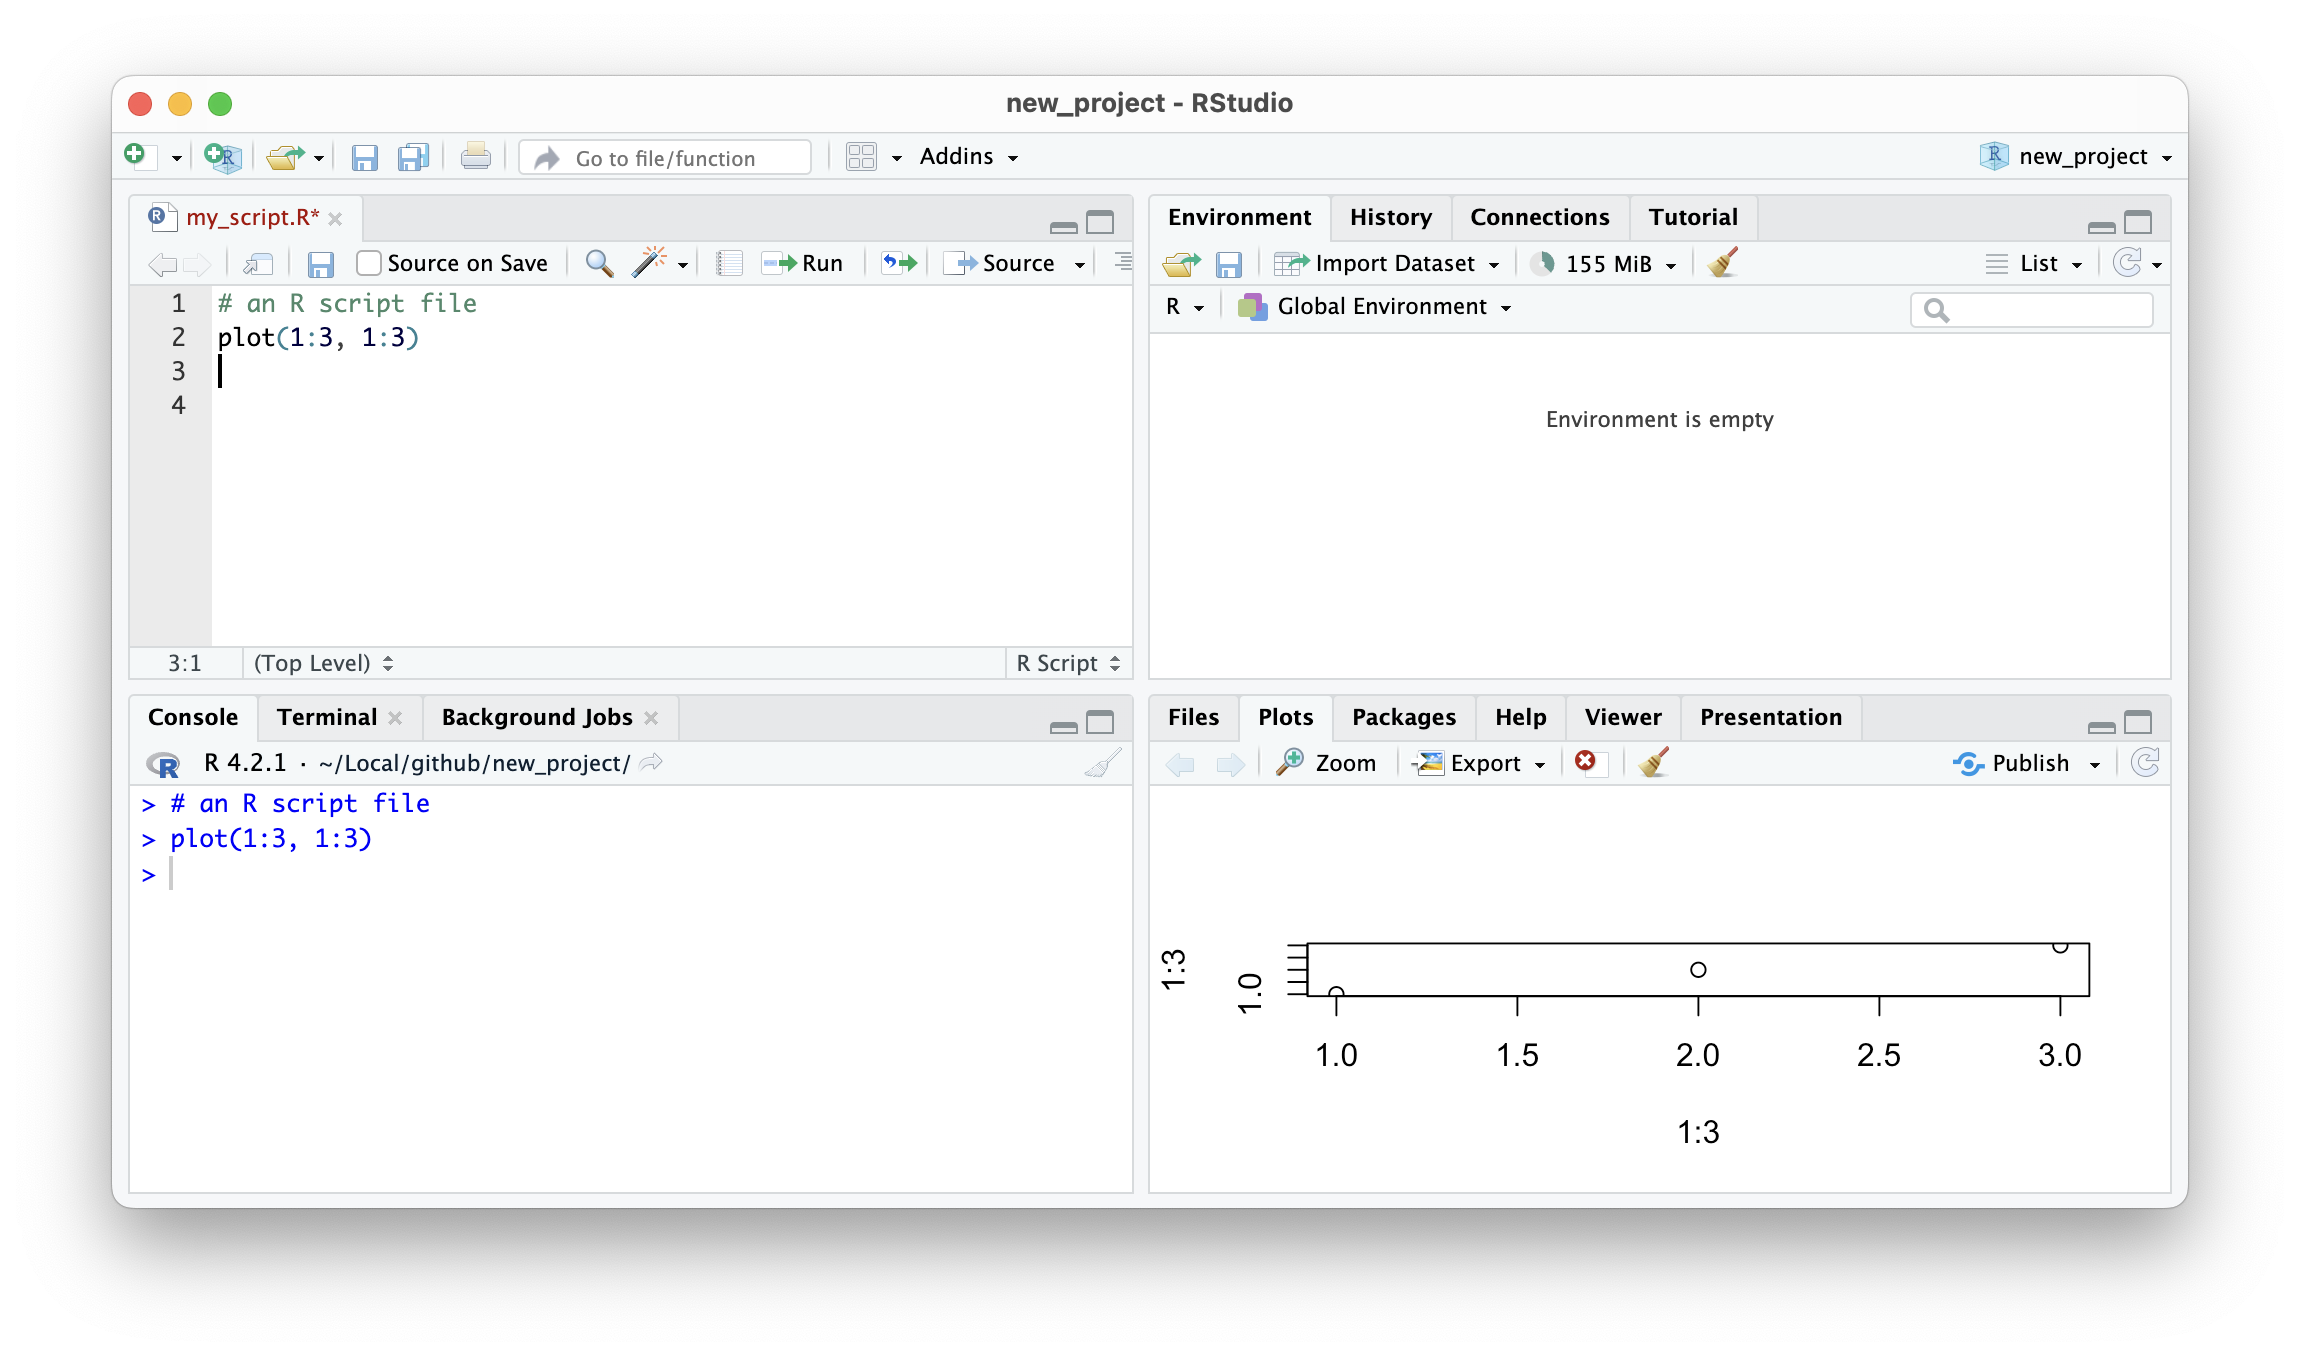 new_project - RStudio
Go to file/function
Addins
new_project
my_script.R*
Source on Save
Run
Source
1 # an R script file
2 plot(1:3, 1:3)
3
4
3:1
(Top Level)
R Script
Environment
History
Connections
Tutorial
Import Dataset
155 MiB
List
R
Global Environment
Environment is empty
Console
Terminal
Background Jobs
R 4.2.1 · ~/Local/github/new_project/
> # an R script file
> plot(1:3, 1:3)
>
Files
Plots
Packages
Help
Viewer
Presentation
Zoom
Export
Publish
1:3
1.0
1.0 1.5 2.0 2.5 3.0
1:3